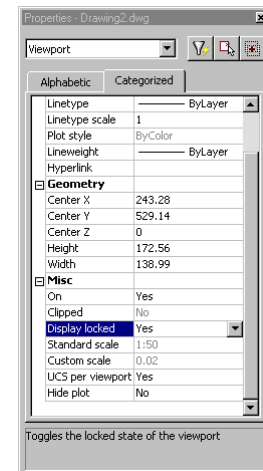 Properties - Drawing2.dwg
Viewport
Alphabetic Categorized
Linetype ByLayer
Linetype scale 1
Plot style ByColor
Lineweight ByLayer
Hyperlink
Geometry
Center X 243.28
Center Y 529.14
Center Z 0
Height 172.56
Width 138.99
Misc
On Yes
Clipped No
Display locked Yes
Standard scale 1:50
Custom scale 0.02
UCS per viewport Yes
Hide plot No
Toggles the locked state of the viewport